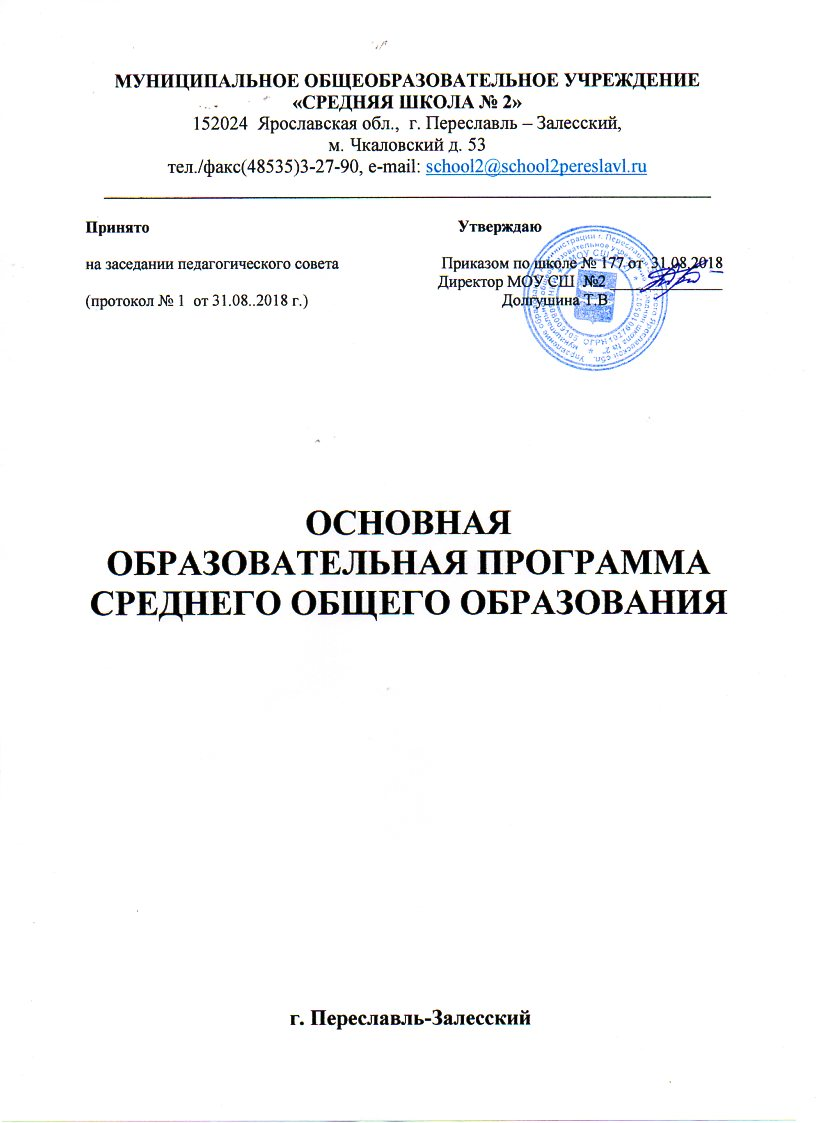 МУНИЦИПАЛЬНОЕ ОБЩЕОБРАЗОВАТЕЛЬНОЕ УЧРЕЖДЕНИЕ
«СРЕДНЯЯ ШКОЛА № 2»
152024 Ярославская обл., г. Переславль – Залесский,
м. Чкаловский д. 53
тел./факс(48535)3-27-90, e-mail: school2@school2pereslavl.ru
Принято Утверждаю
на заседании педагогического совета Приказом по школе № 177 от 31.08.2018
Директор МОУ СШ №2
(протокол № 1 от 31.08..2018 г.) Долгушина Т.В
ОСНОВНАЯ
ОБРАЗОВАТЕЛЬНАЯ ПРОГРАММА
СРЕДНЕГО ОБЩЕГО ОБРАЗОВАНИЯ
г. Переславль-Залесский